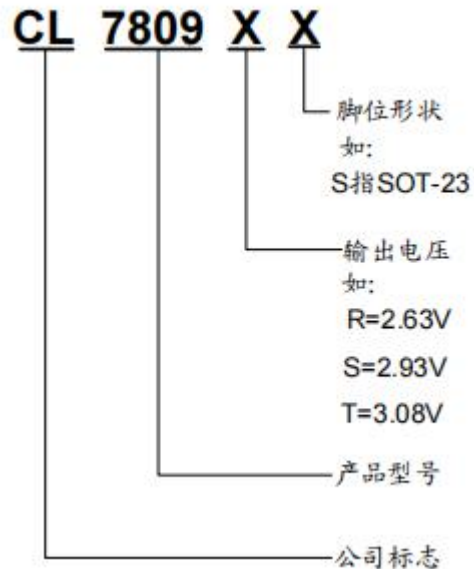 CL 7809 X X
脚位形状
如:
S指SOT-23
输出电压
如:
R=2.63V
S=2.93V
T=3.08V
产品型号
公司标志